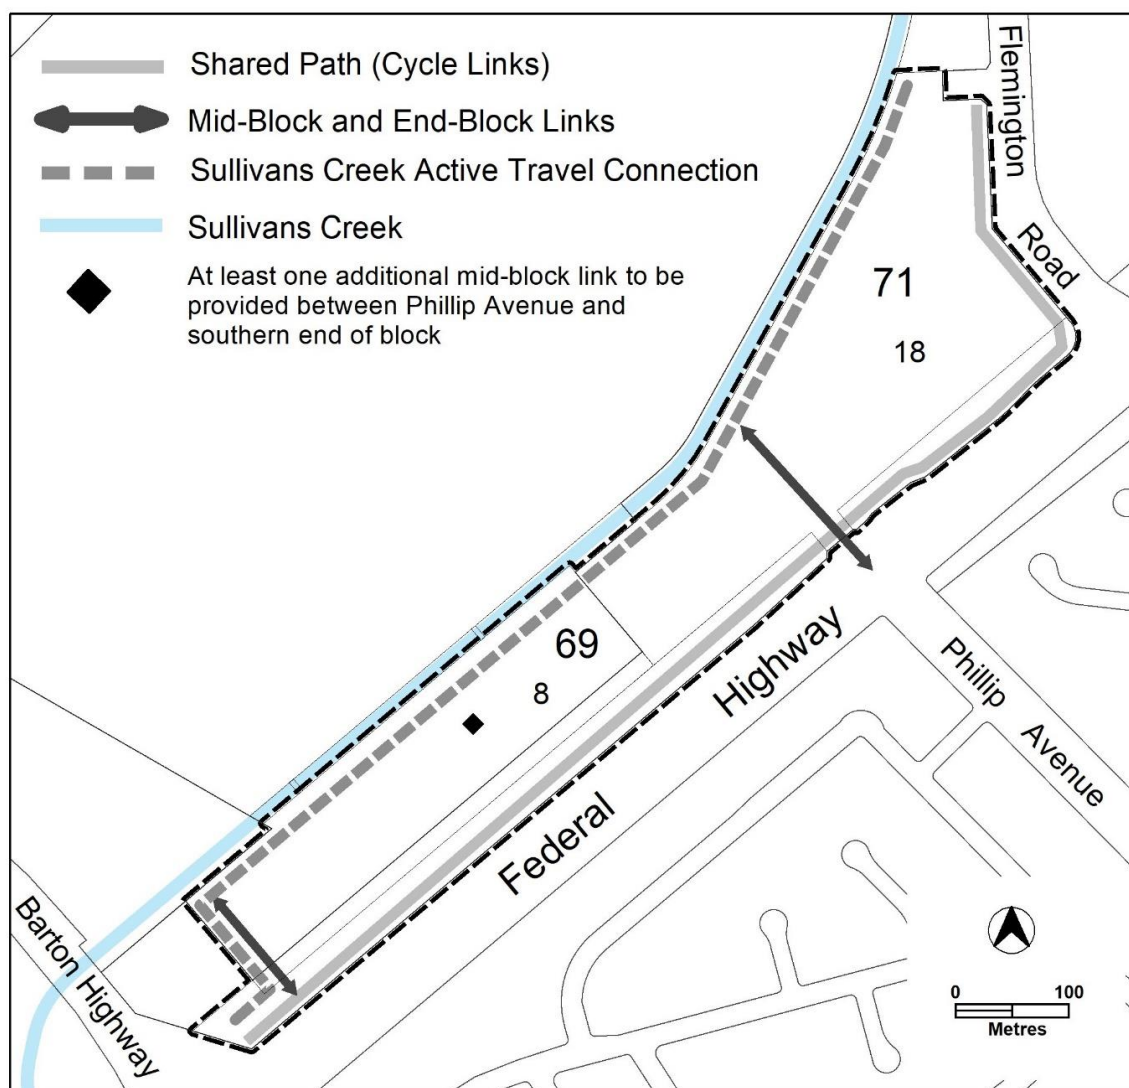 Shared Path (Cycle Links)
Mid-Block and End-Block Links
Sullivans Creek Active Travel Connection
Sullivans Creek
At least one additional mid-block link to be
provided between Phillip Avenue and
southern end of block
Flemington
Road
71
18
69
8
Highway
Federal
Phillip
Avenue
Barton Highway
0 100
Metres